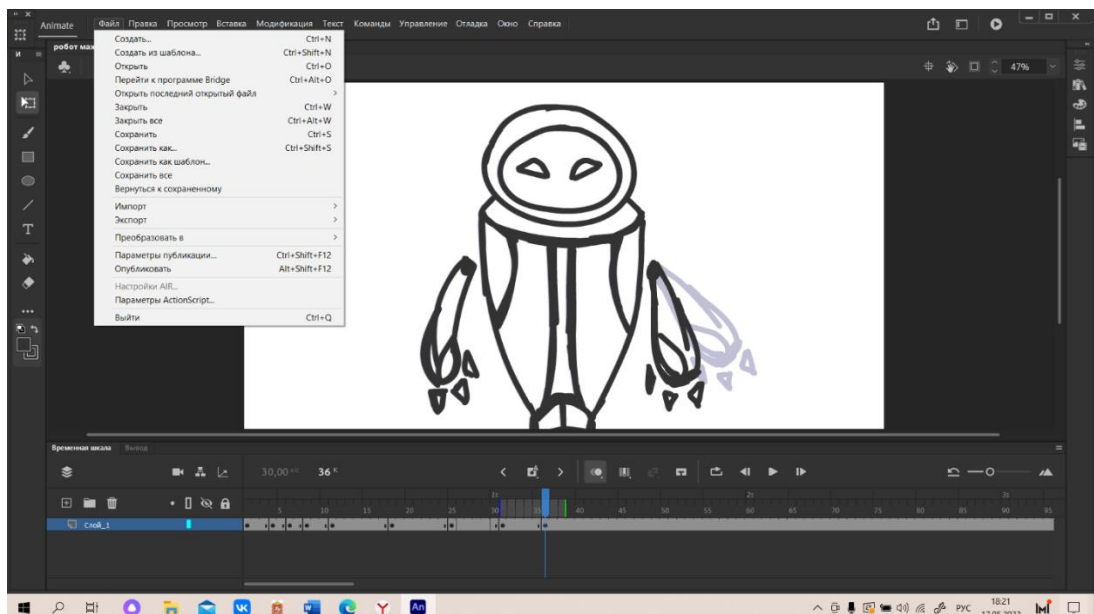 Animate Файл Правка Просмотр Вставка Модификация Текст Команды Управление Отладка Окно Справка
робот мах
47%
Создать... Ctrl+N
Создать из шаблона... Ctrl+Shift+N
Открыть Ctrl+O
Перейти к программе Bridge Ctrl+Alt+O
Открыть последний открытый файл
Закрыть Ctrl+W
Закрыть все Ctrl+Alt+W
Сохранить Ctrl+S
Сохранить как... Ctrl+Shift+S
Сохранить как шаблон...
Сохранить все
Вернуться к сохраненному
Импорт
Экспорт
Преобразовать в
Параметры публикации... Ctrl+Shift+F12
Опубликовать Alt+Shift+F12
Настройки AIR...
Параметры ActionScript...
Выйти Ctrl+Q
Временная шкала Вывод
30,00 36 К
1s 2s 3s
5 10 15 20 25 30 35 40 45 50 55 60 65 70 75 80 85 90 95
Слой_1
An
РУС 18:21